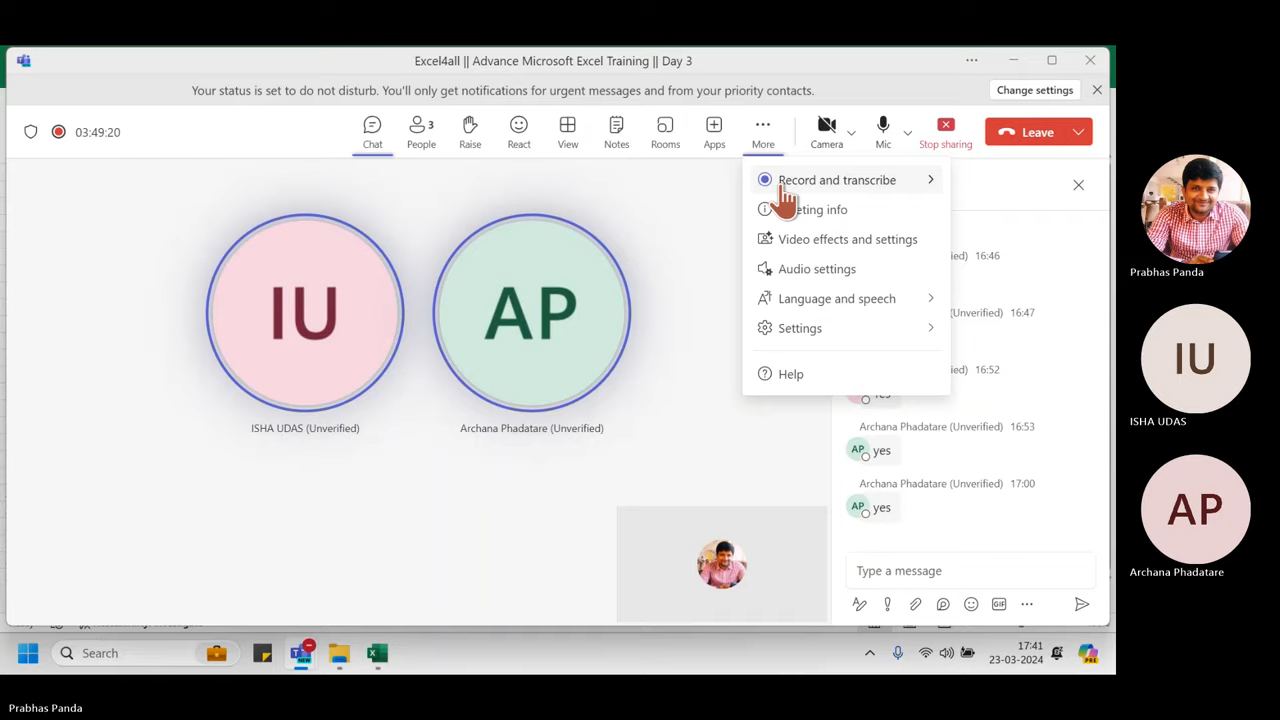 Excel4all || Advance Microsoft Excel Training || Day 3
Your status is set to do not disturb. You'll only get notifications for urgent messages and from your priority contacts.
Change settings
03:49:20
Chat
3
People
Raise
React
View
Notes
Rooms
Apps
More
Camera
Mic
Stop sharing
Leave
Record and transcribe
eting info
Video effects and settings
Audio settings
Language and speech
Settings
Help
IU
AP
ISHA UDAS (Unverified)
Archana Phadatare (Unverified)
d) 16:46
(Unverified) 16:47
d) 16:52
Archana Phadatare (Unverified) 16:53
AP yes
Archana Phadatare (Unverified) 17:00
AP yes
Type a message
GIF
Search
NEW
17:41
23-03-2024
PRE
Prabhas Panda
IU
ISHA UDAS
AP
Archana Phadatare
Prabhas Panda